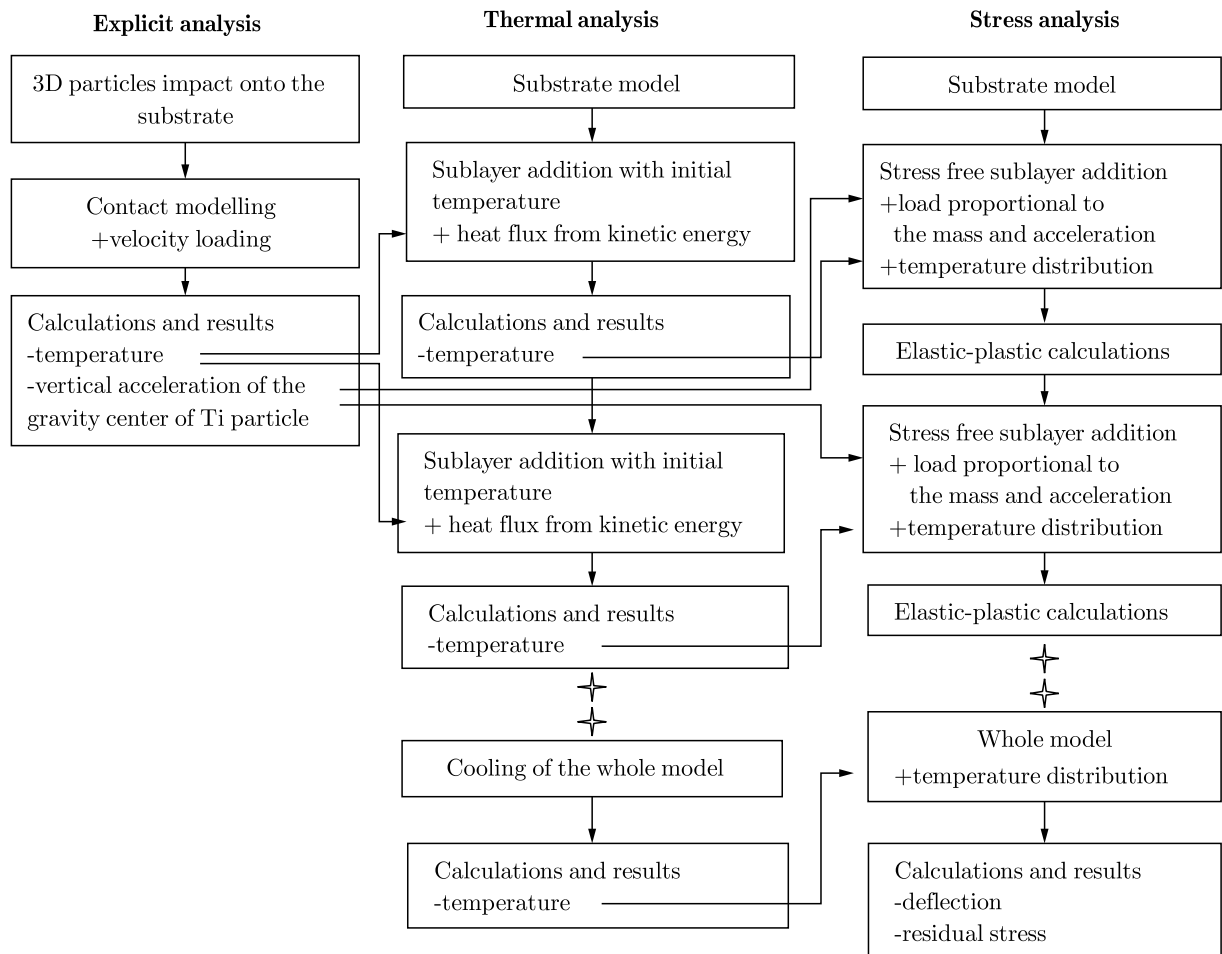 Explicit analysis
3D particles impact onto the
substrate
Contact modelling
+velocity loading
Calculations and results
-temperature
-vertical acceleration of the
gravity center of Ti particle
Thermal analysis
Substrate model
Sublayer addition with initial
temperature
+ heat flux from kinetic energy
Calculations and results
-temperature
Sublayer addition with initial
temperature
+ heat flux from kinetic energy
Calculations and results
-temperature
Cooling of the whole model
Calculations and results
-temperature
Stress analysis
Substrate model
Stress free sublayer addition
+load proportional to
the mass and acceleration
+temperature distribution
Elastic-plastic calculations
Stress free sublayer addition
+ load proportional to
the mass and acceleration
+temperature distribution
Elastic-plastic calculations
Whole model
+temperature distribution
Calculations and results
-deflection
-residual stress